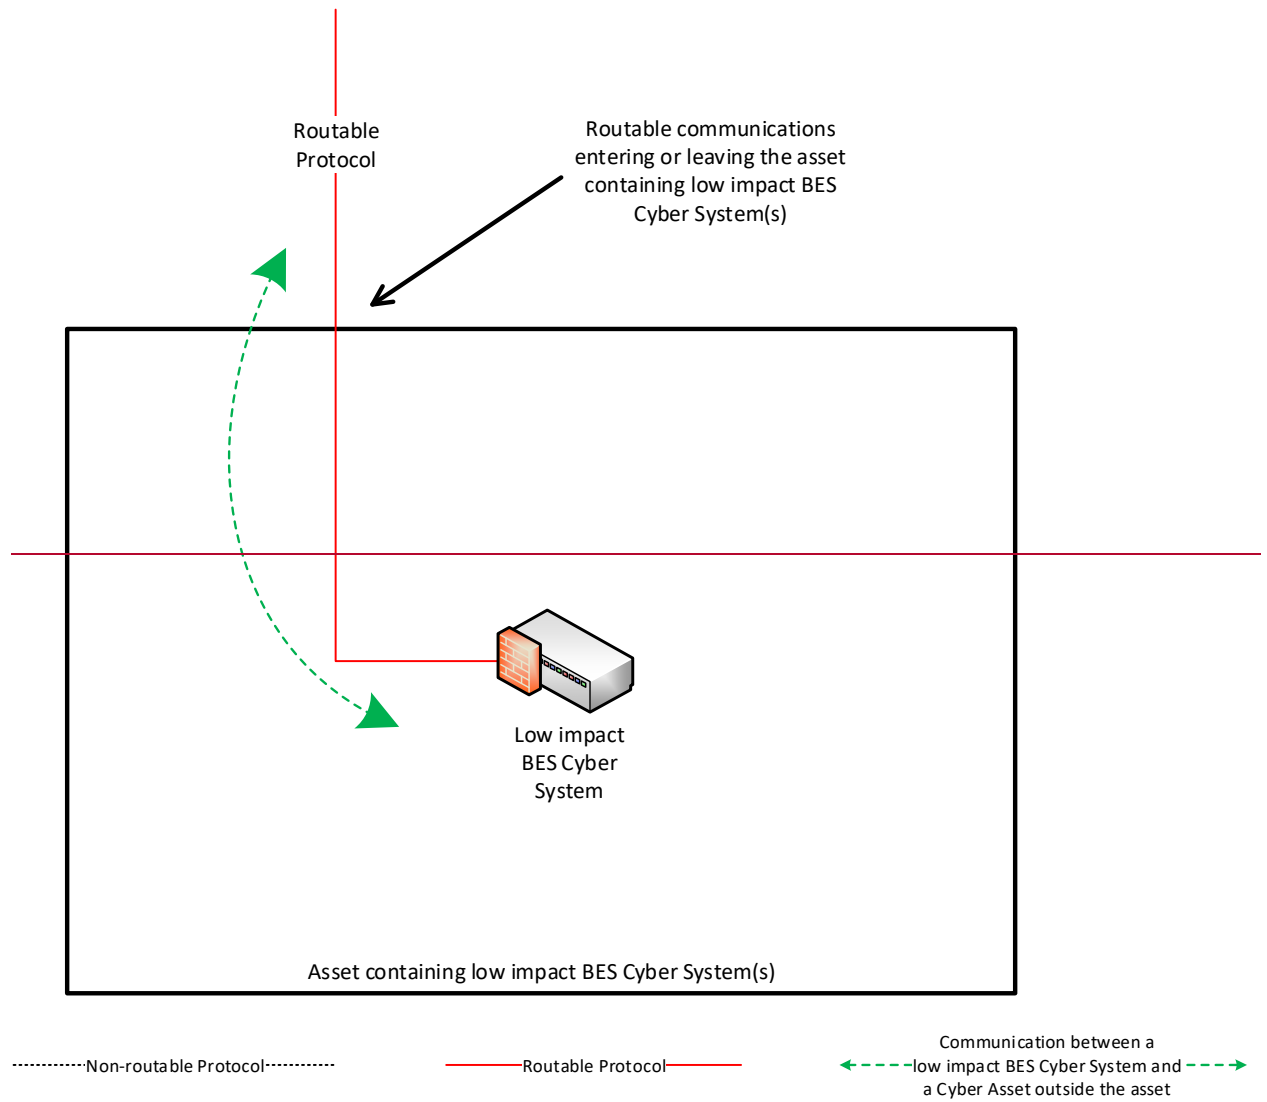 Routable
Protocol
Routable communications
entering or leaving the asset
containing low impact BES
Cyber System(s)
Low impact
BES Cyber
System
Asset containing low impact BES Cyber System(s)
Non-routable Protocol
Routable Protocol
Communication between a
low impact BES Cyber System and
a Cyber Asset outside the asset